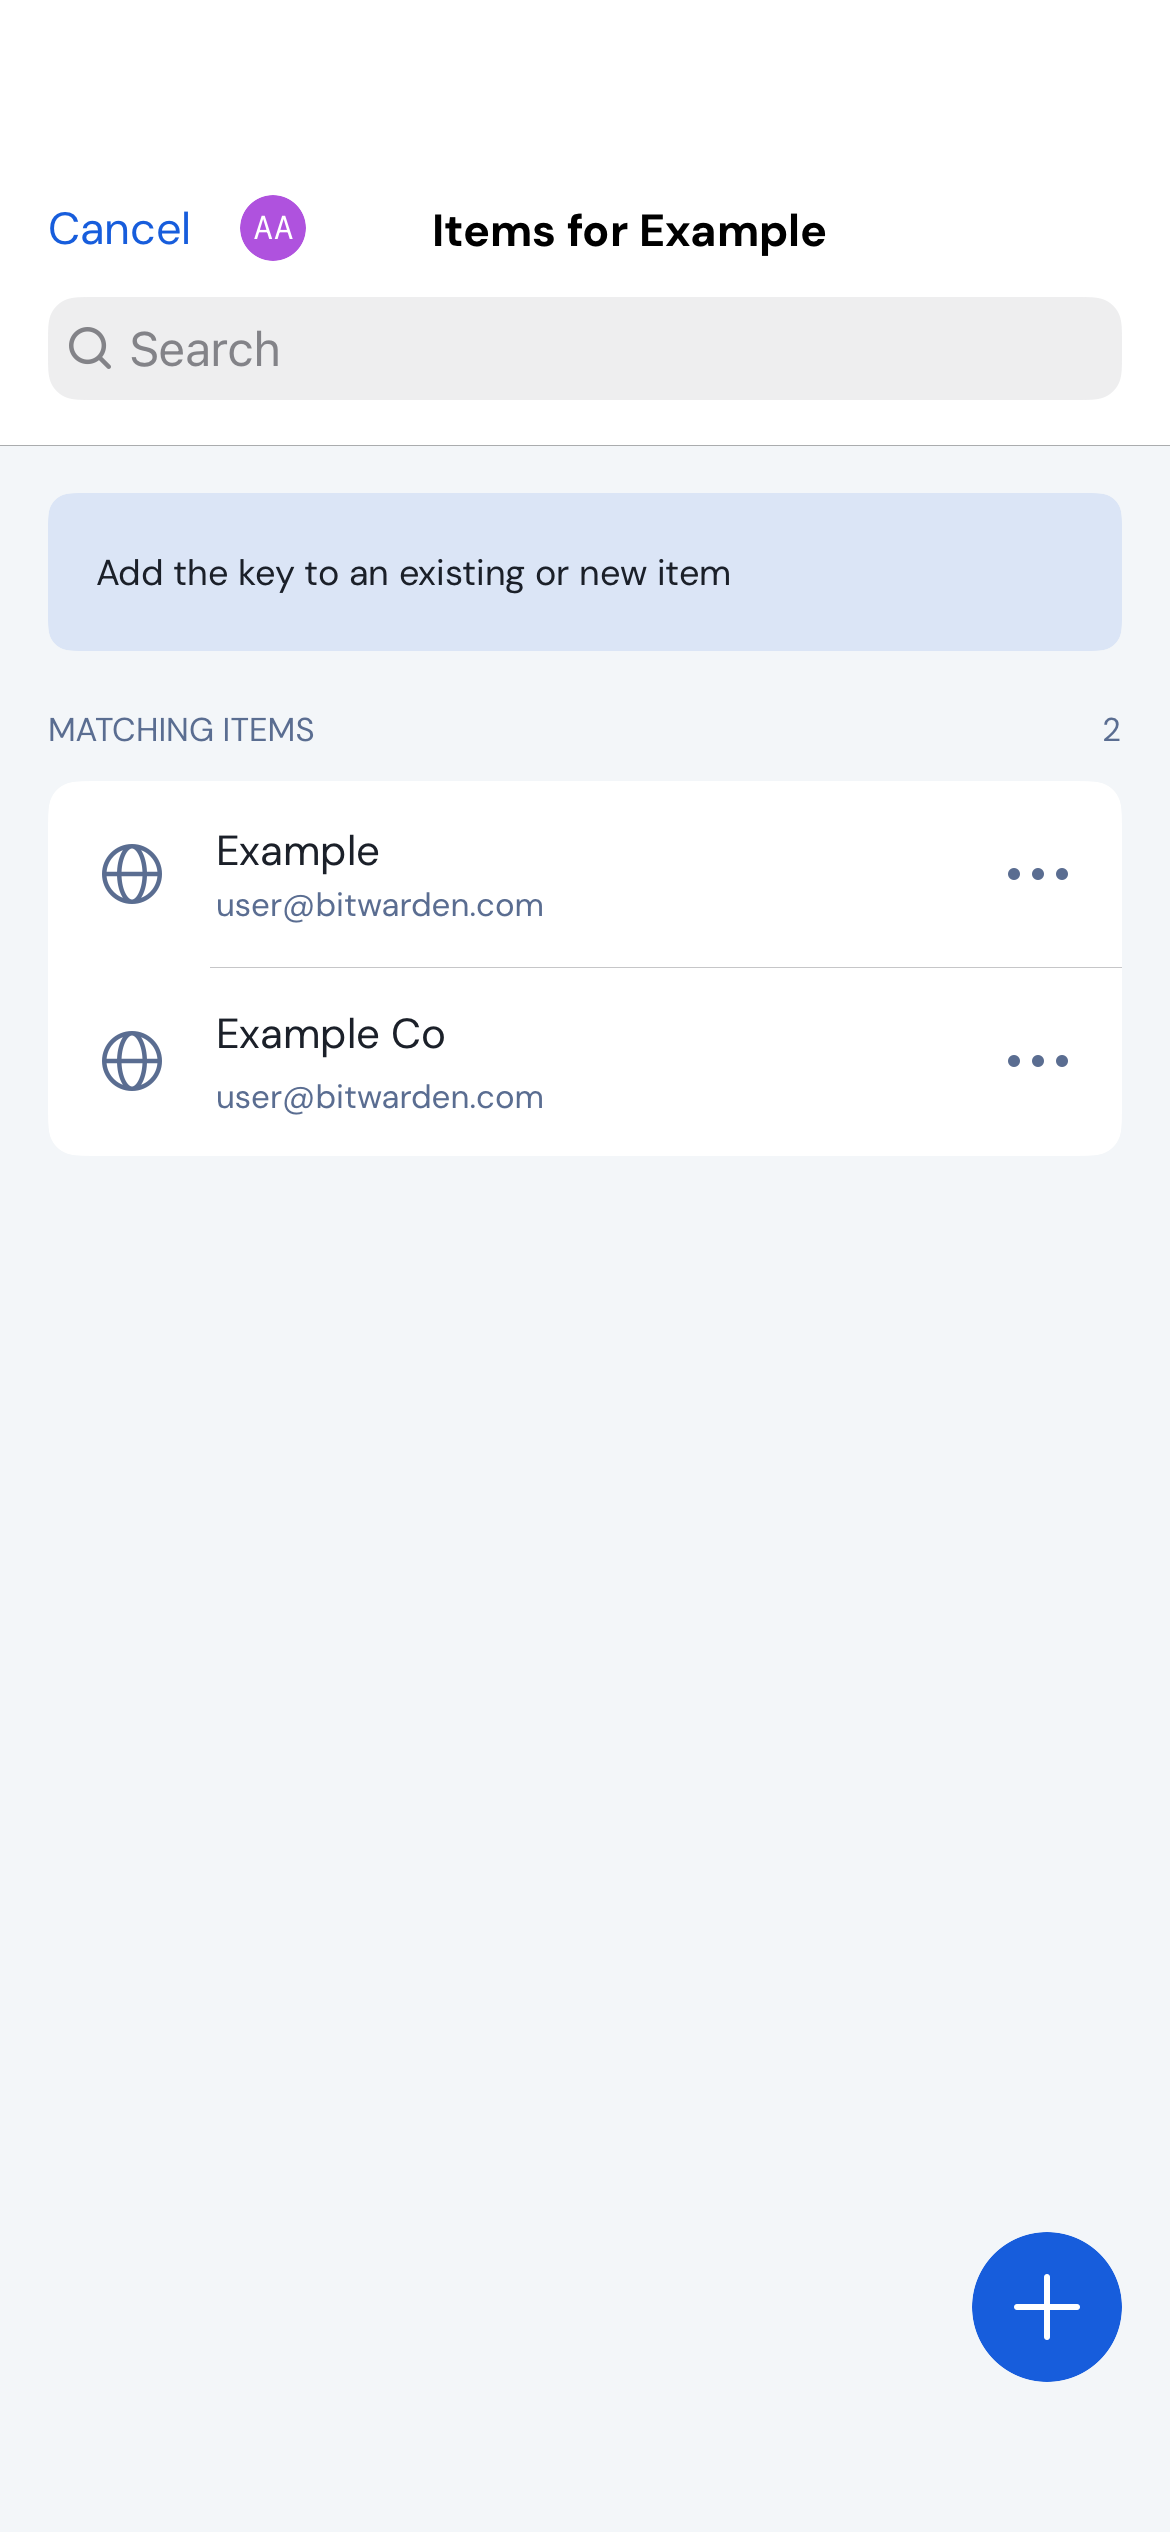 Cancel
AA
Items for Example
Search
Add the key to an existing or new item
MATCHING ITEMS
2
Example
user@bitwarden.com
Example Co
user@bitwarden.com